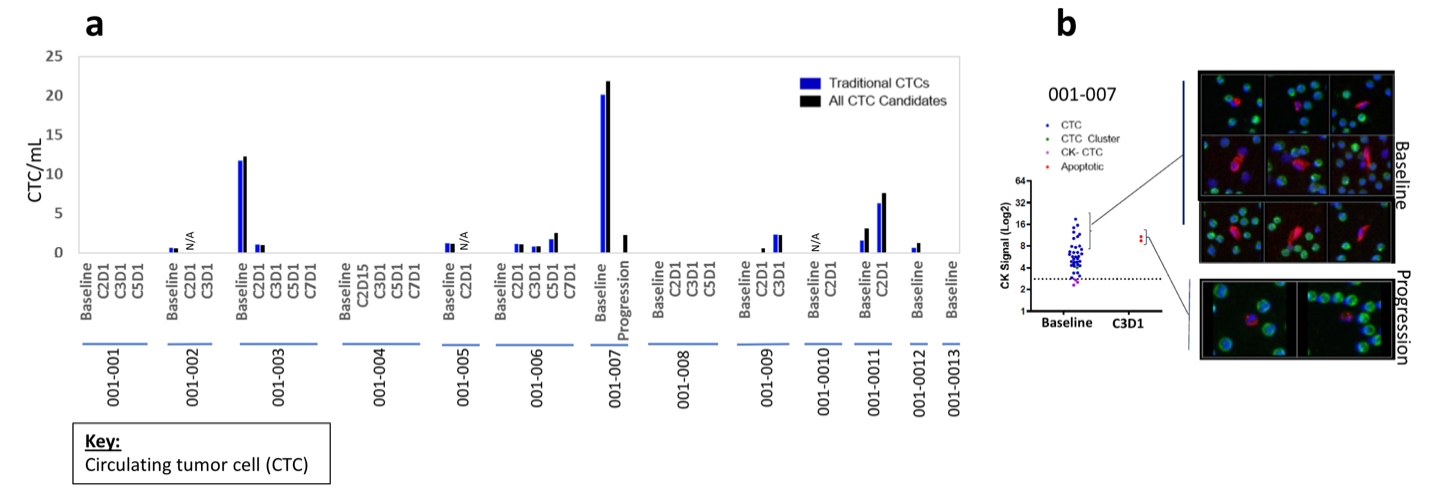 a
25
20
15
10
5
0
CTC/mL
Traditional CTCs
All CTC Candidates
N/A
N/A
N/A
Baseline
C2D1
C3D1
C5D1
Baseline
C2D1
C3D1
Baseline
C2D1
C3D1
C5D1
C7D1
Baseline
C2D15
C3D1
C5D1
C7D1
Baseline
C2D1
Baseline
C2D1
C3D1
C5D1
C7D1
Baseline
Progression
Baseline
C2D1
C3D1
C5D1
Baseline
C2D1
C3D1
Baseline
C2D1
Baseline
C2D1
Baseline
Baseline
001-001
001-002
001-003
001-004
001-005
001-006
001-007
001-008
001-009
001-0010
001-0011
001-0012
001-0013
Key:
Circulating tumor cell (CTC)
b
001-007
CTC
CTC Cluster
CK- CTC
Apoptotic
64
32
16
8
4
2
1
CK Signal (Log2)
Baseline
C3D1
Baseline
Progression